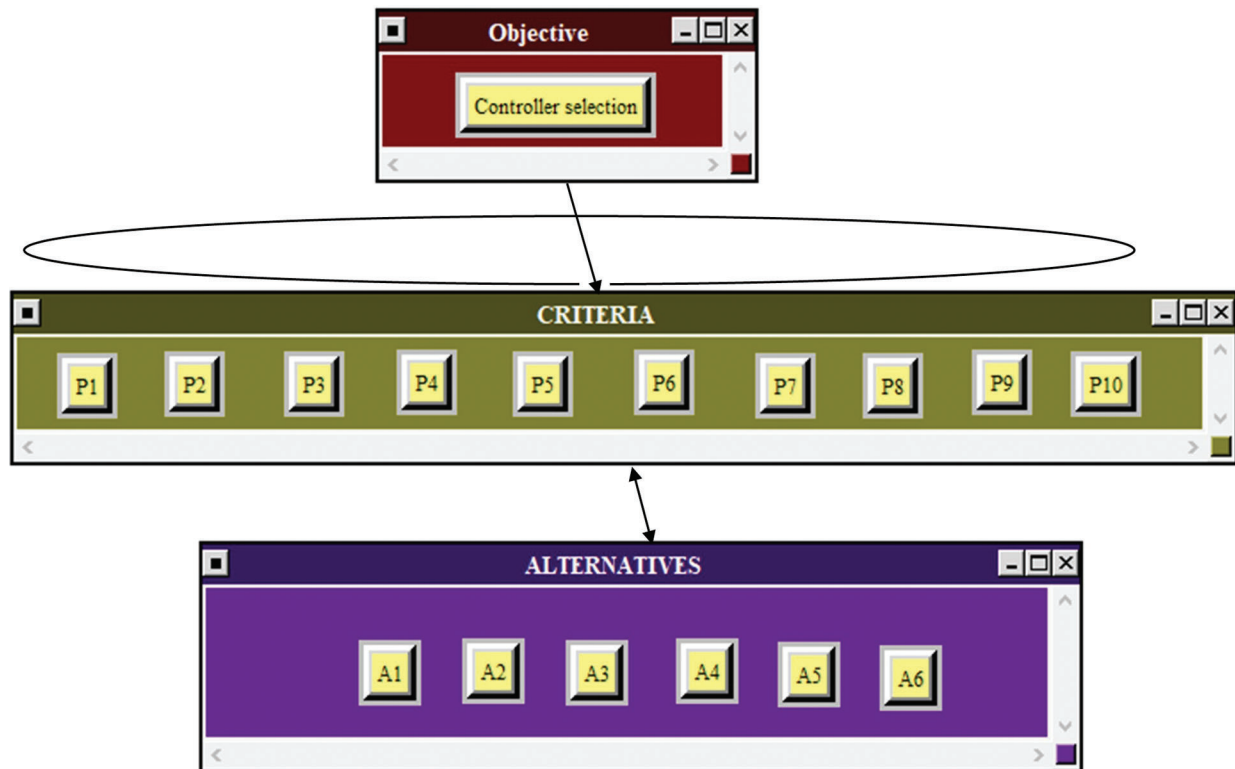 Objective
Controller selection
CRITERIA
P1 P2 P3 P4 P5 P6 P7 P8 P9 P10
ALTERNATIVES
A1 A2 A3 A4 A5 A6